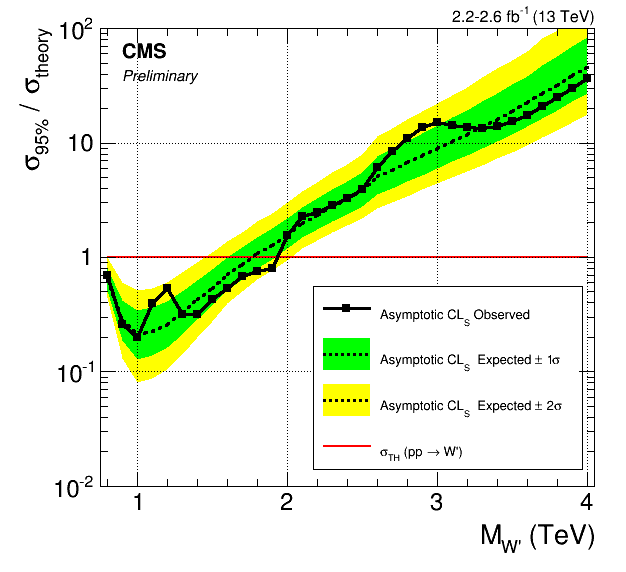 2.2-2.6 fb⁻¹ (13 TeV)
CMS
Preliminary
σ95% / σtheory
10²
10
1
10⁻¹
10⁻²
Asymptotic CLS Observed
Asymptotic CLS Expected ± 1σ
Asymptotic CLS Expected ± 2σ
σTH (pp → W')
1 2 3 4
MW' (TeV)